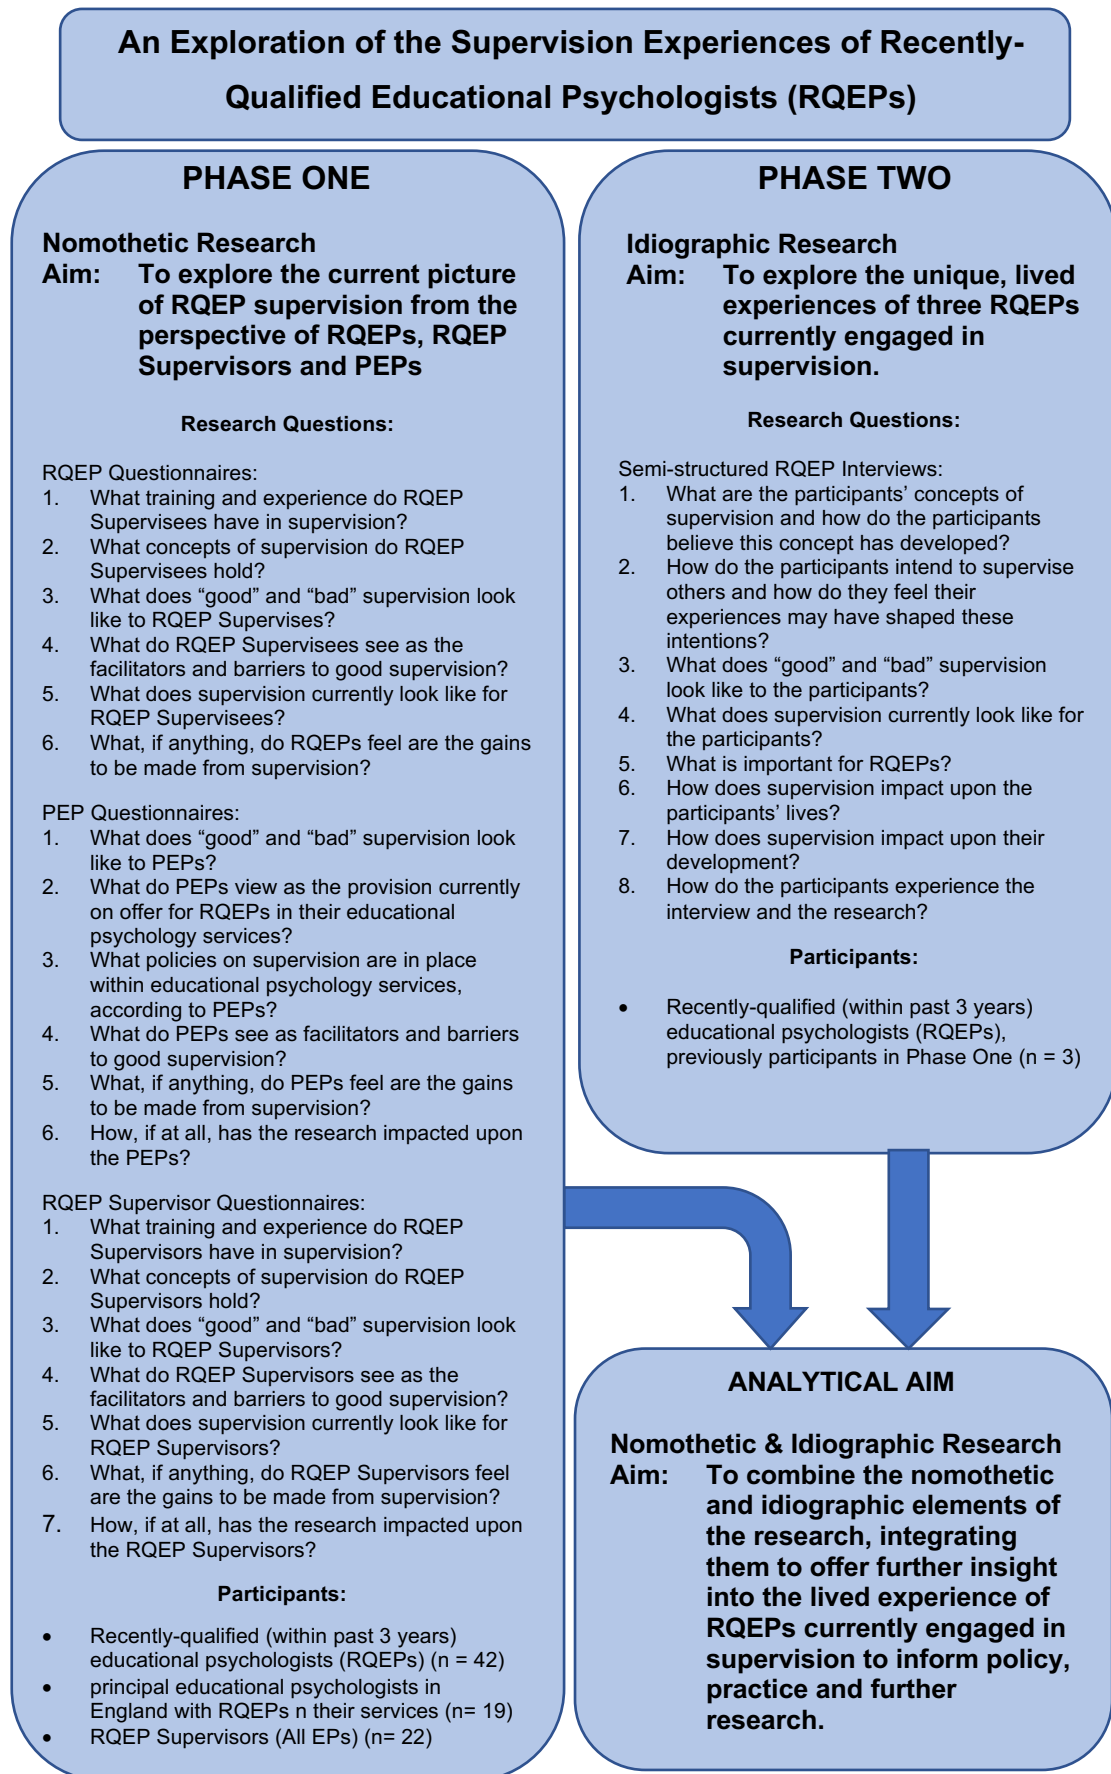 An Exploration of the Supervision Experiences of Recently-
Qualified Educational Psychologists (RQEPs)
PHASE ONE
Nomothetic Research
Aim: To explore the current picture
of RQEP supervision from the
perspective of RQEPs, RQEP
Supervisors and PEPs
Research Questions:
RQEP Questionnaires:
1. What training and experience do RQEP
Supervisees have in supervision?
2. What concepts of supervision do RQEP
Supervisees hold?
3. What does “good” and “bad” supervision look
like to RQEP Supervises?
4. What do RQEP Supervisees see as the
facilitators and barriers to good supervision?
5. What does supervision currently look like for
RQEP Supervisees?
6. What, if anything, do RQEPs feel are the gains
to be made from supervision?
PEP Questionnaires:
1. What does “good” and “bad” supervision look
like to PEPs?
2. What do PEPs view as the provision currently
on offer for RQEPs in their educational
psychology services?
3. What policies on supervision are in place
within educational psychology services,
according to PEPs?
4. What do PEPs see as facilitators and barriers
to good supervision?
5. What, if anything, do PEPs feel are the gains
to be made from supervision?
6. How, if at all, has the research impacted upon
the PEPs?
RQEP Supervisor Questionnaires:
1. What training and experience do RQEP
Supervisors have in supervision?
2. What concepts of supervision do RQEP
Supervisors hold?
3. What does “good” and “bad” supervision look
like to RQEP Supervisors?
4. What do RQEP Supervisors see as the
facilitators and barriers to good supervision?
5. What does supervision currently look like for
RQEP Supervisors?
6. What, if anything, do RQEP Supervisors feel
are the gains to be made from supervision?
7. How, if at all, has the research impacted upon
the RQEP Supervisors?
Participants:
• Recently-qualified (within past 3 years)
educational psychologists (RQEPs) (n = 42)
• principal educational psychologists in
England with RQEPs n their services (n= 19)
• RQEP Supervisors (All EPs) (n= 22)
PHASE TWO
Idiographic Research
Aim: To explore the unique, lived
experiences of three RQEPs
currently engaged in
supervision.
Research Questions:
Semi-structured RQEP Interviews:
1. What are the participants’ concepts of
supervision and how do the participants
believe this concept has developed?
2. How do the participants intend to supervise
others and how do they feel their
experiences may have shaped these
intentions?
3. What does “good” and “bad” supervision
look like to the participants?
4. What does supervision currently look like for
the participants?
5. What is important for RQEPs?
6. How does supervision impact upon the
participants’ lives?
7. How does supervision impact upon their
development?
8. How do the participants experience the
interview and the research?
Participants:
• Recently-qualified (within past 3 years)
educational psychologists (RQEPs),
previously participants in Phase One (n = 3)
ANALYTICAL AIM
Nomothetic & Idiographic Research
Aim: To combine the nomothetic
and idiographic elements of
the research, integrating
them to offer further insight
into the lived experience of
RQEPs currently engaged in
supervision to inform policy,
practice and further
research.